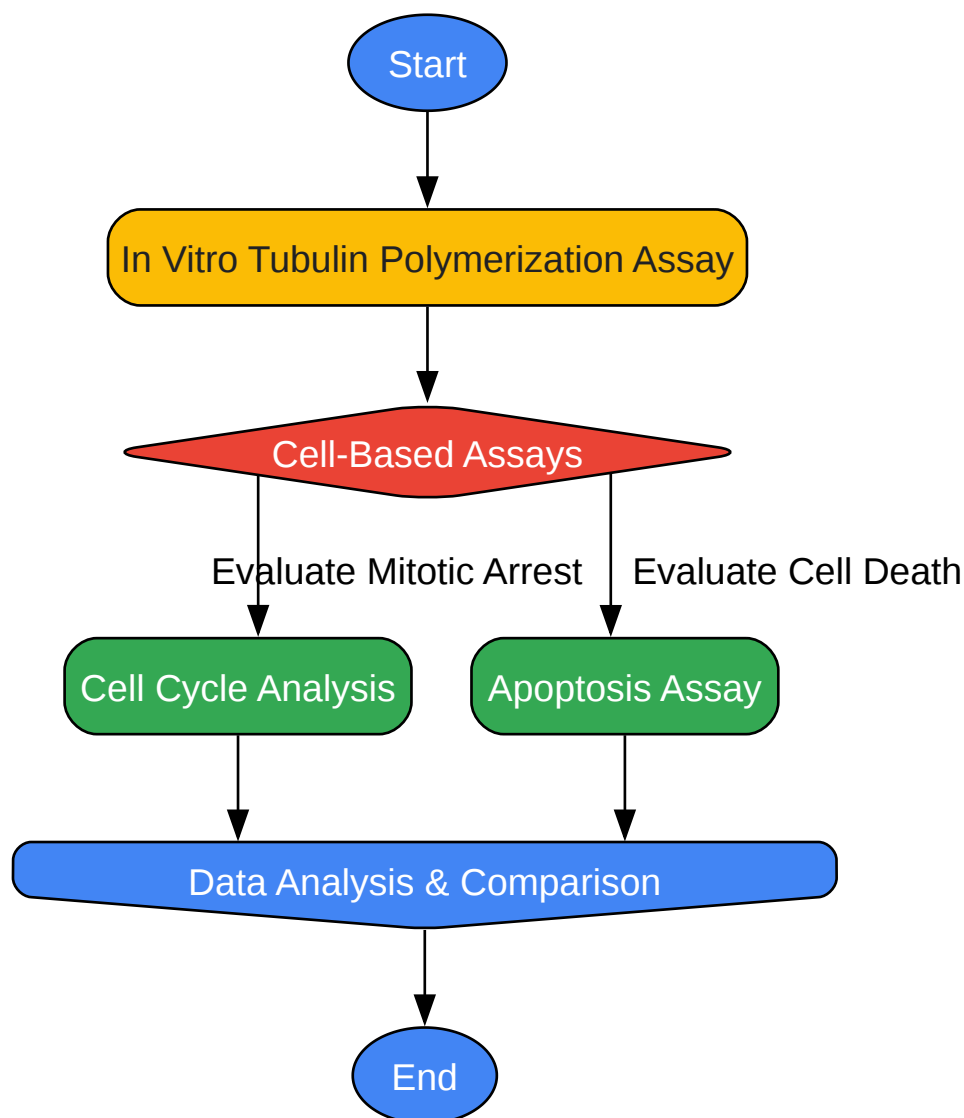 Start
In Vitro Tubulin Polymerization Assay
Cell-Based Assays
Evaluate Mitotic Arrest
Evaluate Cell Death
Cell Cycle Analysis
Apoptosis Assay
Data Analysis & Comparison
End